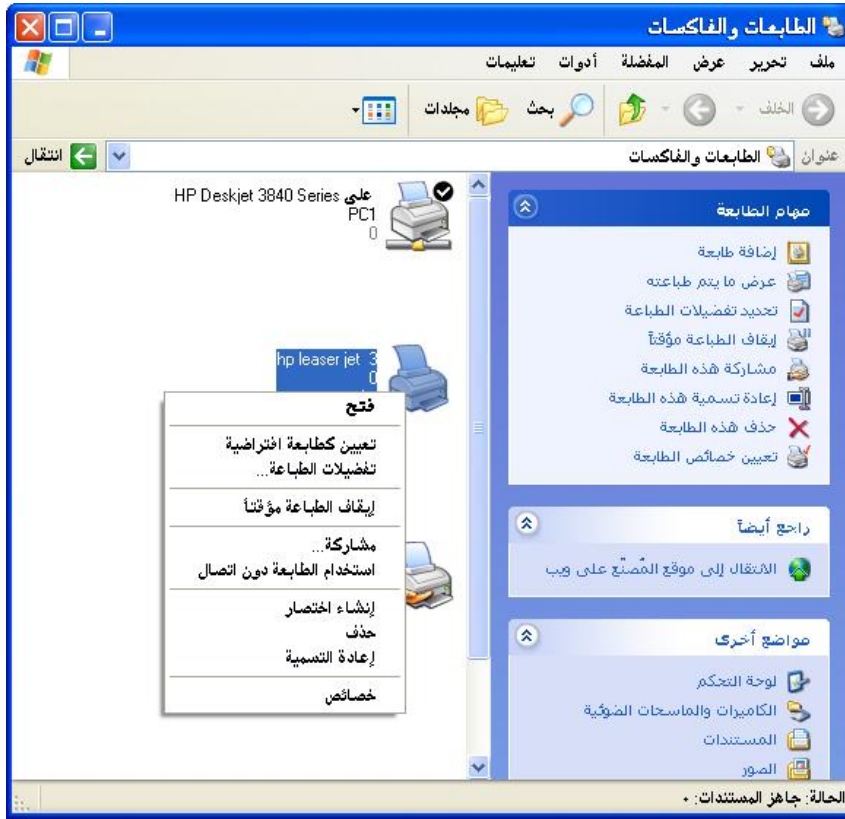 الطابعات والفاكسات
ملف تحرير عرض المفضلة أدوات تعليمات
الخلف بحث مجلدات
عنوان الطابعات والفاكسات انتقال
مهام الطابعة
إضافة طابعة
عرض ما يتم طباعته
تحديد تفضيلات الطباعة
إيقاف الطباعة مؤقتاً
مشاركة هذه الطابعة
إعادة تسمية هذه الطابعة
حذف هذه الطابعة
تعيين خصائص الطابعة
راجع أيضاً
الانتقال إلى موقع المُصنّع على ويب
مواضع أخرى
لوحة التحكم
الكاميرات والماسحات الضوئية
المستندات
الصور
HP Deskjet 3840 Series على
PC1
0
hp leaser jet 3
0
فتح
تعيين كطابعة افتراضية
تفضيلات الطباعة...
إيقاف الطباعة مؤقتاً
مشاركة...
استخدام الطابعة دون اتصال
إنشاء اختصار
حذف
إعادة التسمية
خصائص
الحالة: جاهز المستندات: ٠